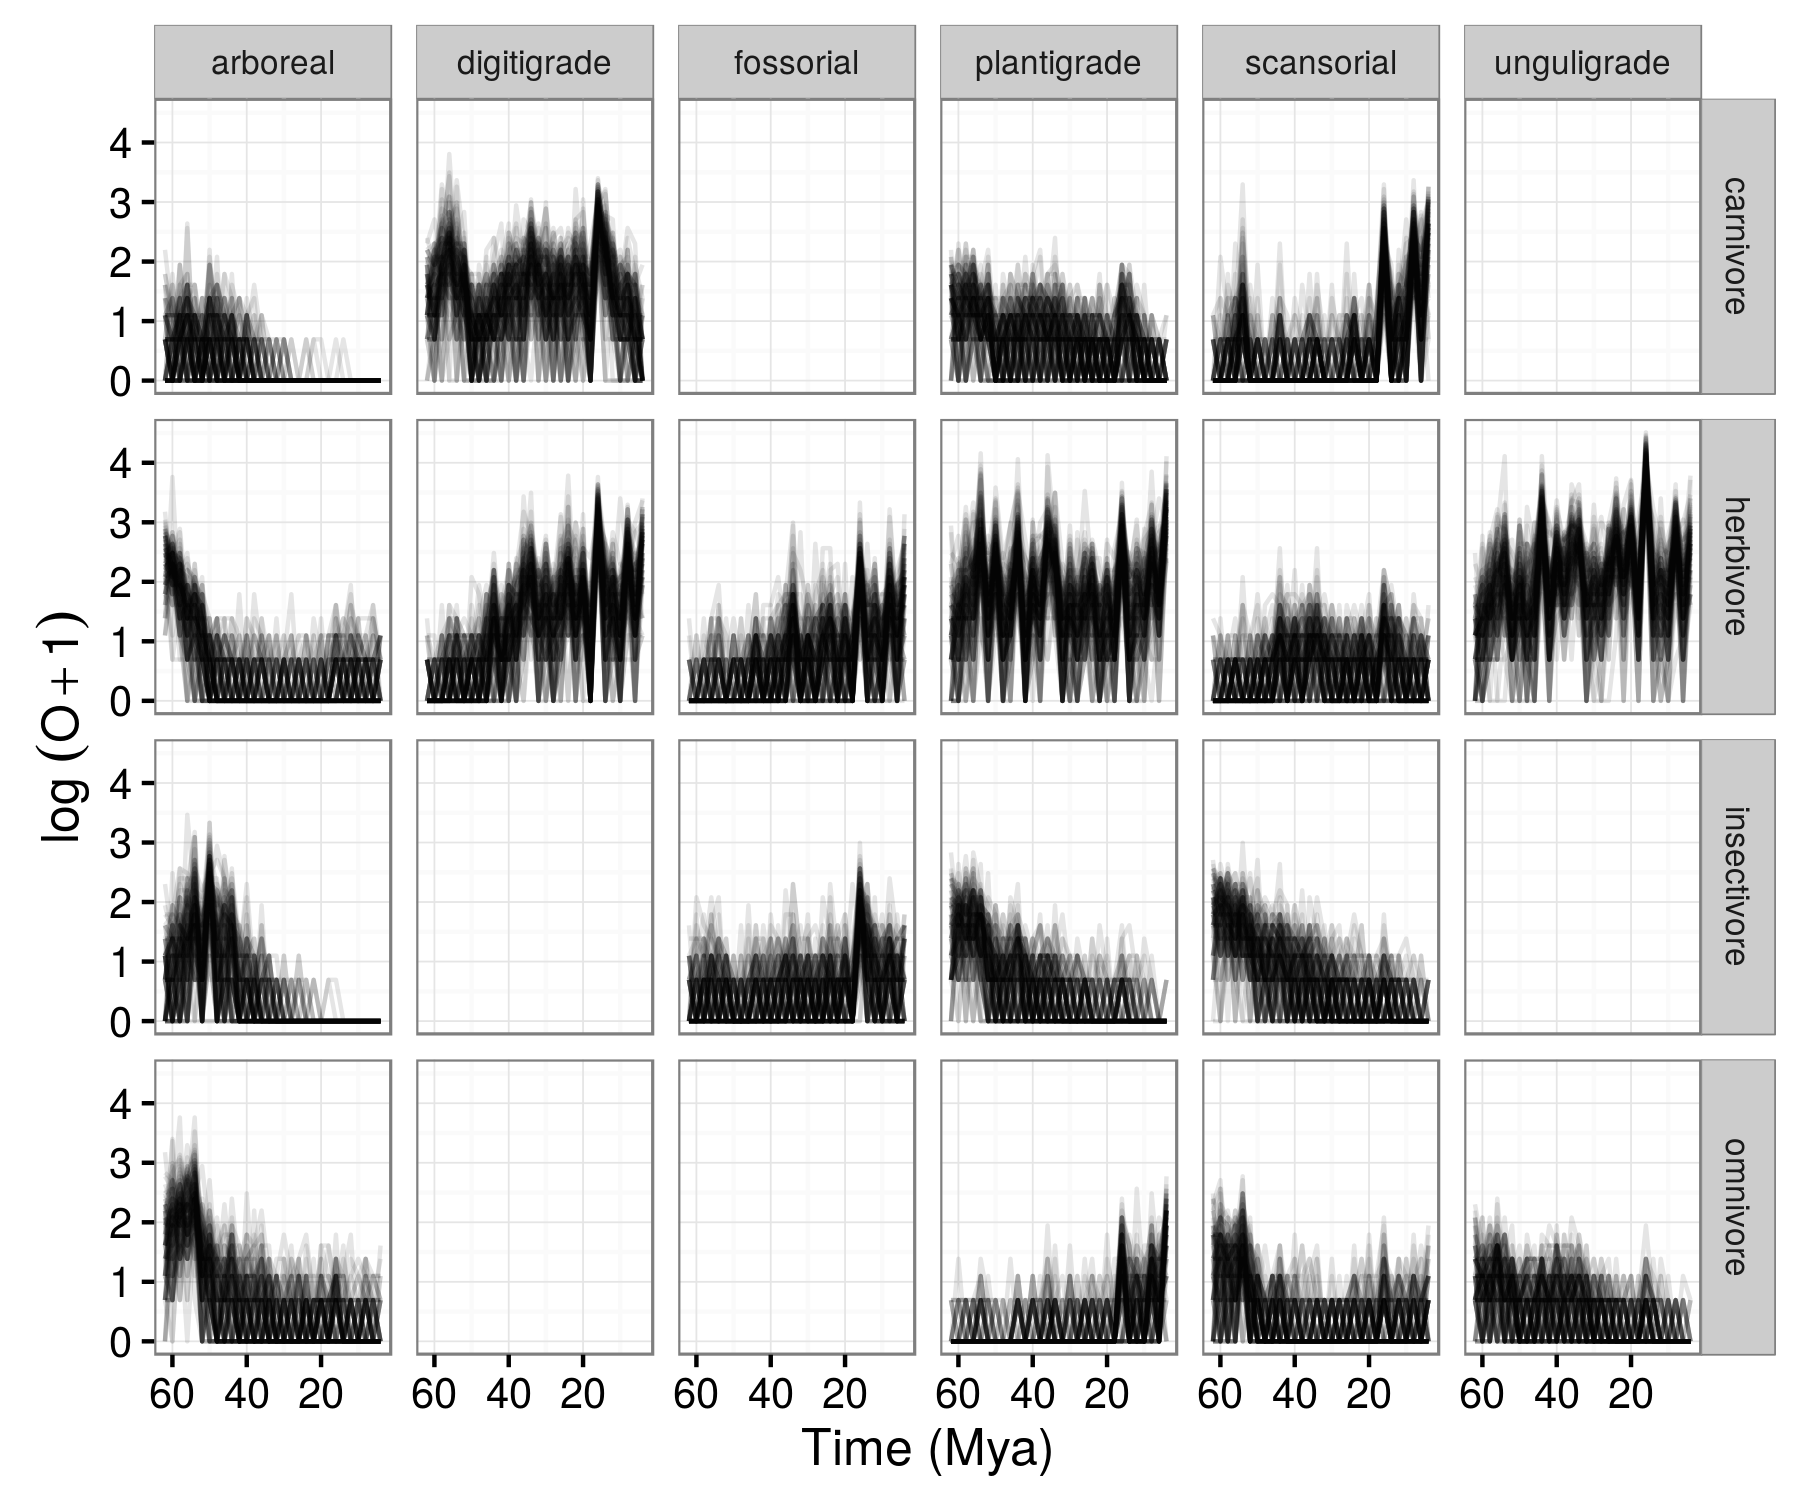 arboreal digitigrade fossorial plantigrade scansorial unguligrade
4
3
2
1
0
carnivore
4
3
2
1
0
herbivore
log (O + 1)
4
3
2
1
0
insectivore
4
3
2
1
0
omnivore
60 40 20 60 40 20 60 40 20 60 40 20 60 40 20 60 40 20
Time (Mya)